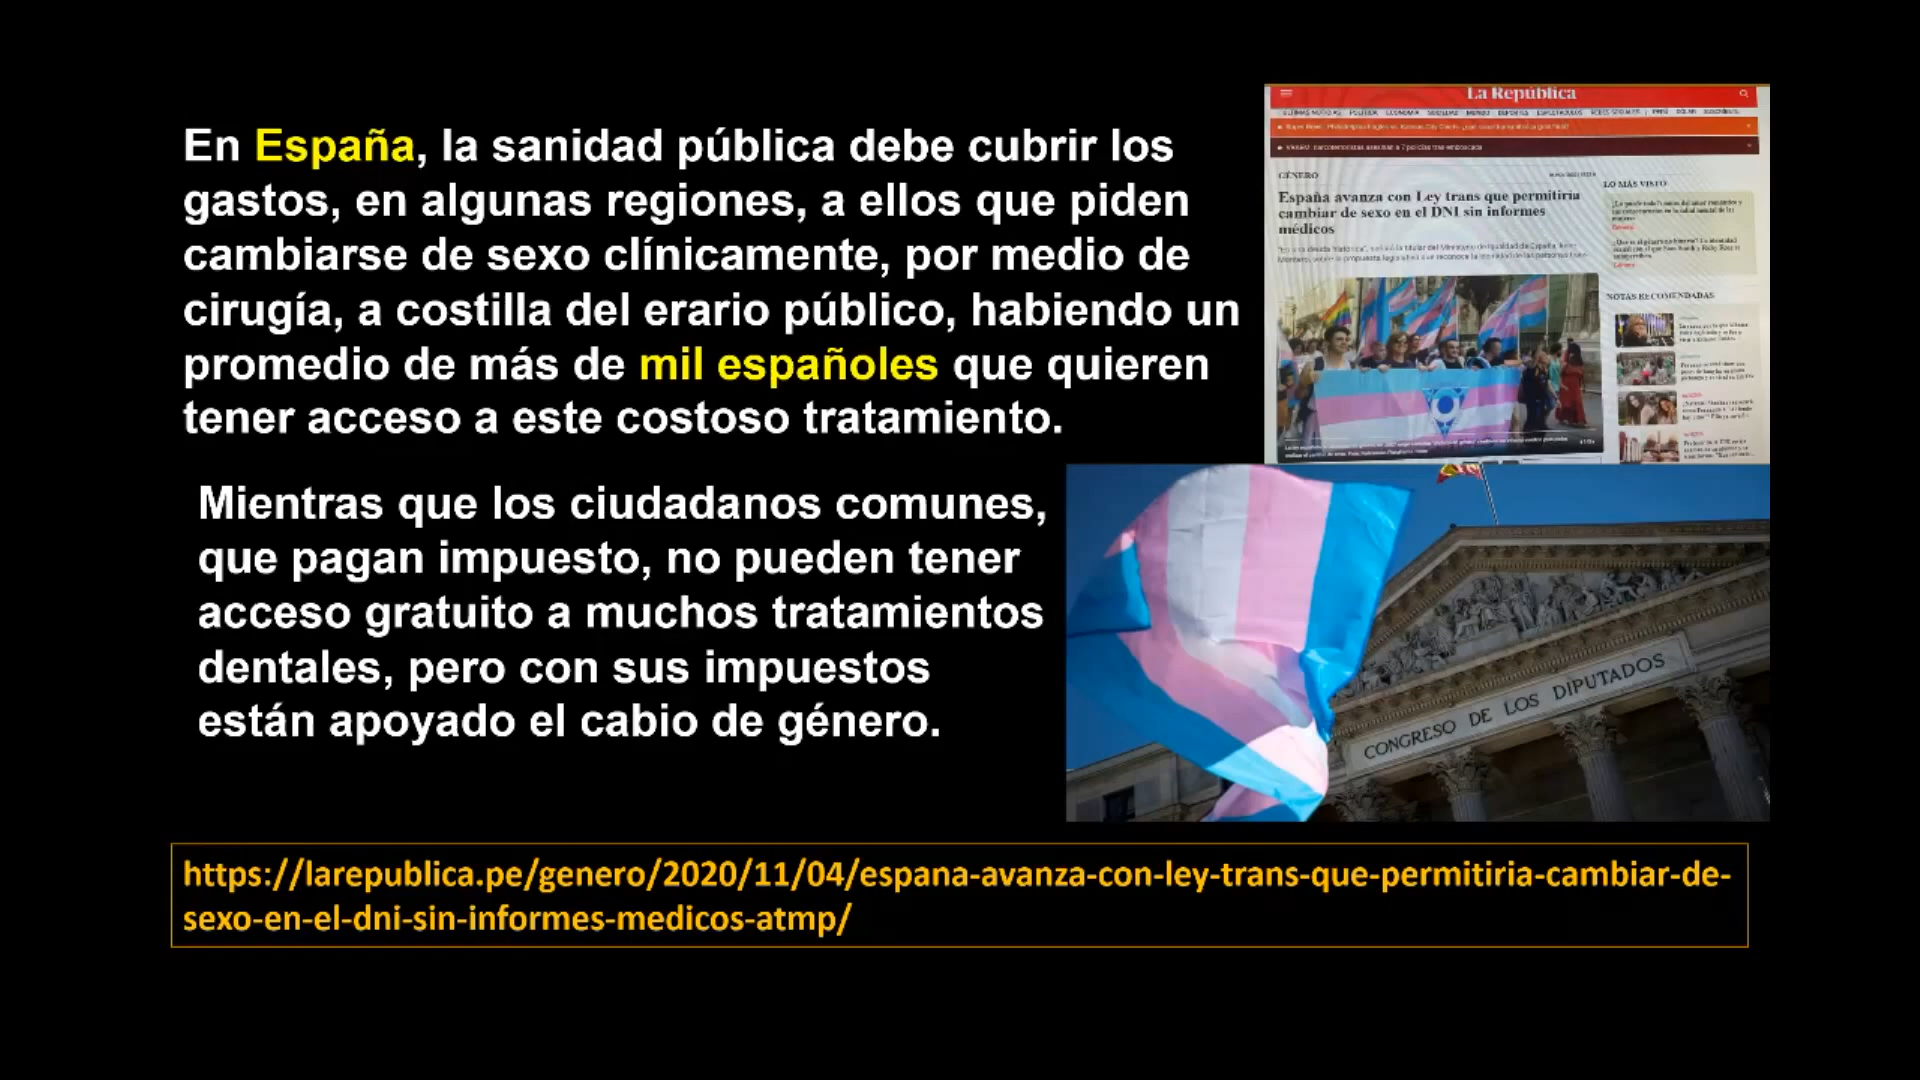 En España, la sanidad pública debe cubrir los
gastos, en algunas regiones, a ellos que piden
cambiarse de sexo clínicamente, por medio de
cirugía, a costilla del erario público, habiendo un
promedio de más de mil españoles que quieren
tener acceso a este costoso tratamiento.
Mientras que los ciudadanos comunes,
que pagan impuesto, no pueden tener
acceso gratuito a muchos tratamientos
dentales, pero con sus impuestos
están apoyado el cabio de género.
La República
GÉNERO
España avanza con Ley trans que permitiría
cambiar de sexo en el DNI sin informes
médicos
LO MÁS VISTO
NOTAS RECOMENDADAS
CONGRESO DE LOS DIPUTADOS
https://larepublica.pe/genero/2020/11/04/espana-avanza-con-ley-trans-que-permitiria-cambiar-de-
sexo-en-el-dni-sin-informes-medicos-atmp/